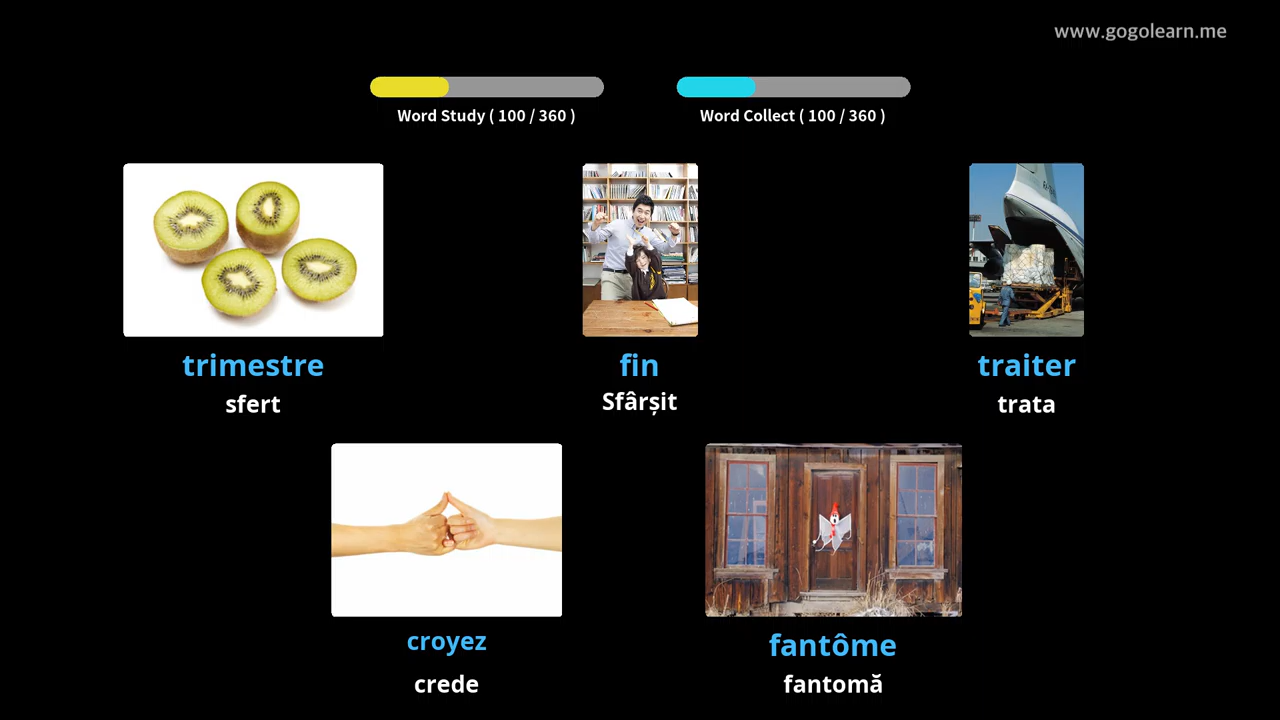 www.gogolearn.me
Word Study ( 100 / 360 )
Word Collect ( 100 / 360 )
trimestre
sfert
fin
Sfârșit
traiter
trata
croyez
crede
fantôme
fantomă